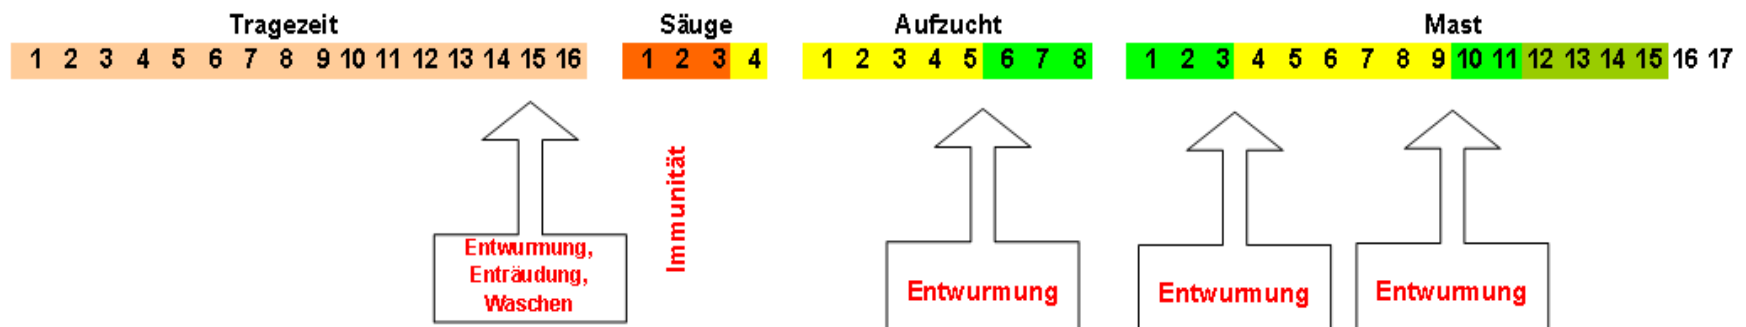 Tragezeit Säuge Aufzucht Mast
1 2 3 4 5 6 7 8 9 10 11 12 13 14 15 16 1 2 3 4 1 2 3 4 5 6 7 8 1 2 3 4 5 6 7 8 9 10 11 12 13 14 15 16 17
Immunität
Entwurmung,
Enträudung,
Waschen
Entwurmung
Entwurmung
Entwurmung